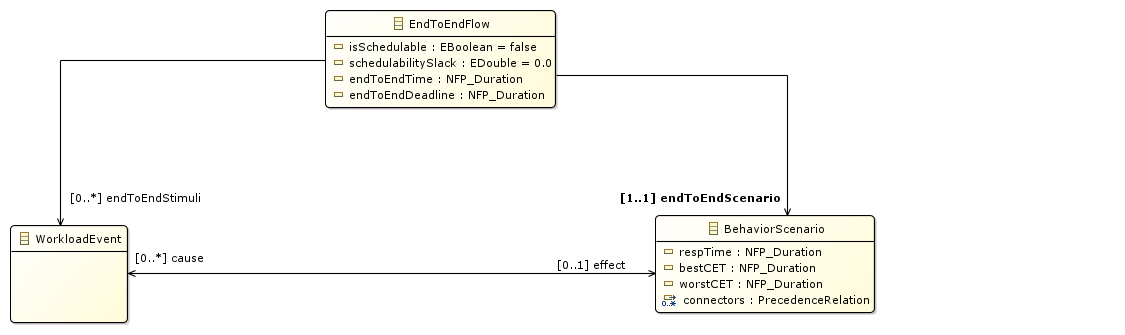 EndToEndFlow
isSchedulable : EBoolean = false
schedulabilitySlack : EDouble = 0.0
endToEndTime : NFP_Duration
endToEndDeadline : NFP_Duration
[0..*] endToEndStimuli
[1..1] endToEndScenario
WorkloadEvent
BehaviorScenario
respTime : NFP_Duration
bestCET : NFP_Duration
worstCET : NFP_Duration
0..* connectors : PrecedenceRelation
[0..*] cause
[0..1] effect